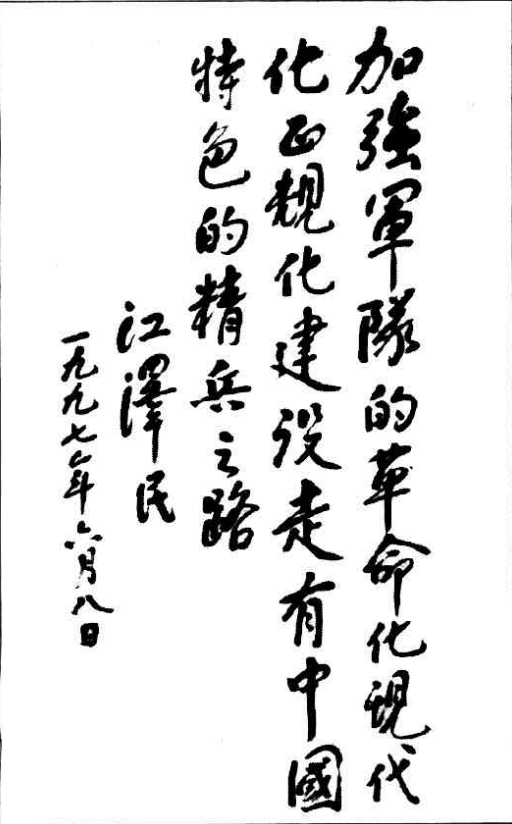 加強軍隊的革命化現代
化正規化建設走有中國
特色的精兵之路
江澤民
一九九七年六月八日